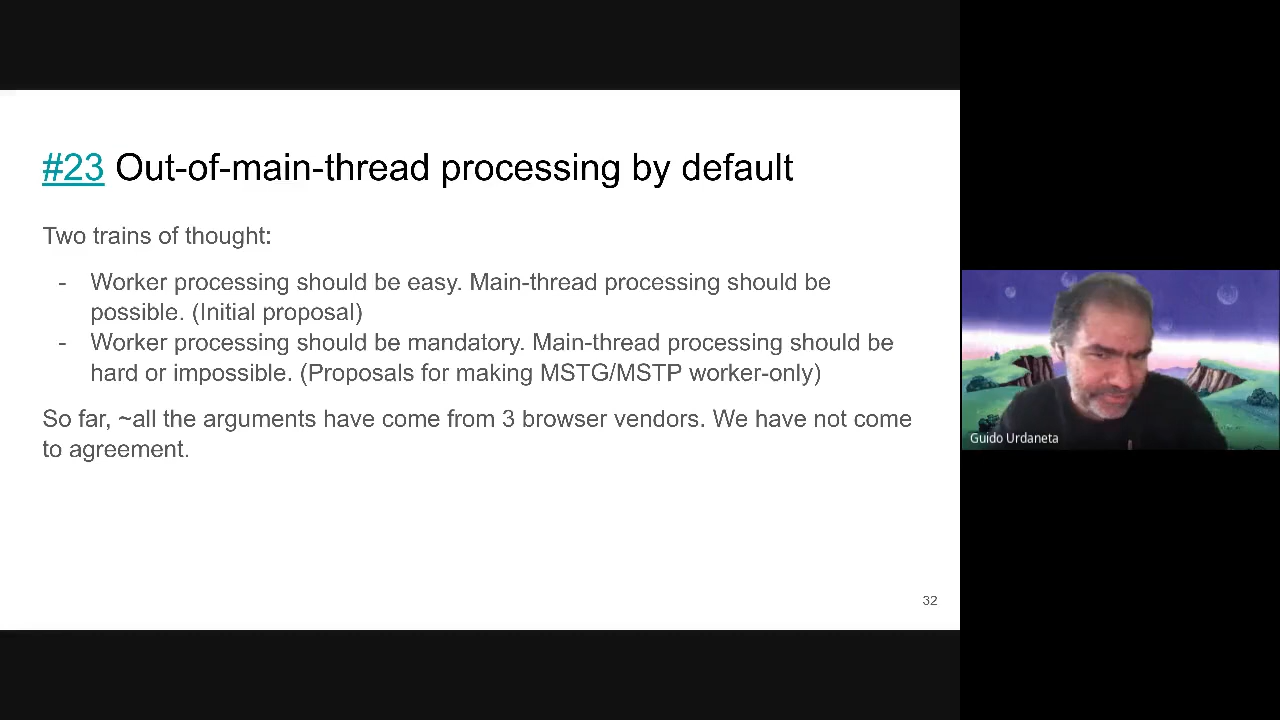 #23 Out-of-main-thread processing by default
Two trains of thought:
- Worker processing should be easy. Main-thread processing should be
possible. (Initial proposal)
- Worker processing should be mandatory. Main-thread processing should be
hard or impossible. (Proposals for making MSTG/MSTP worker-only)
So far, ~all the arguments have come from 3 browser vendors. We have not come
to agreement.
32
Guido Urdaneta